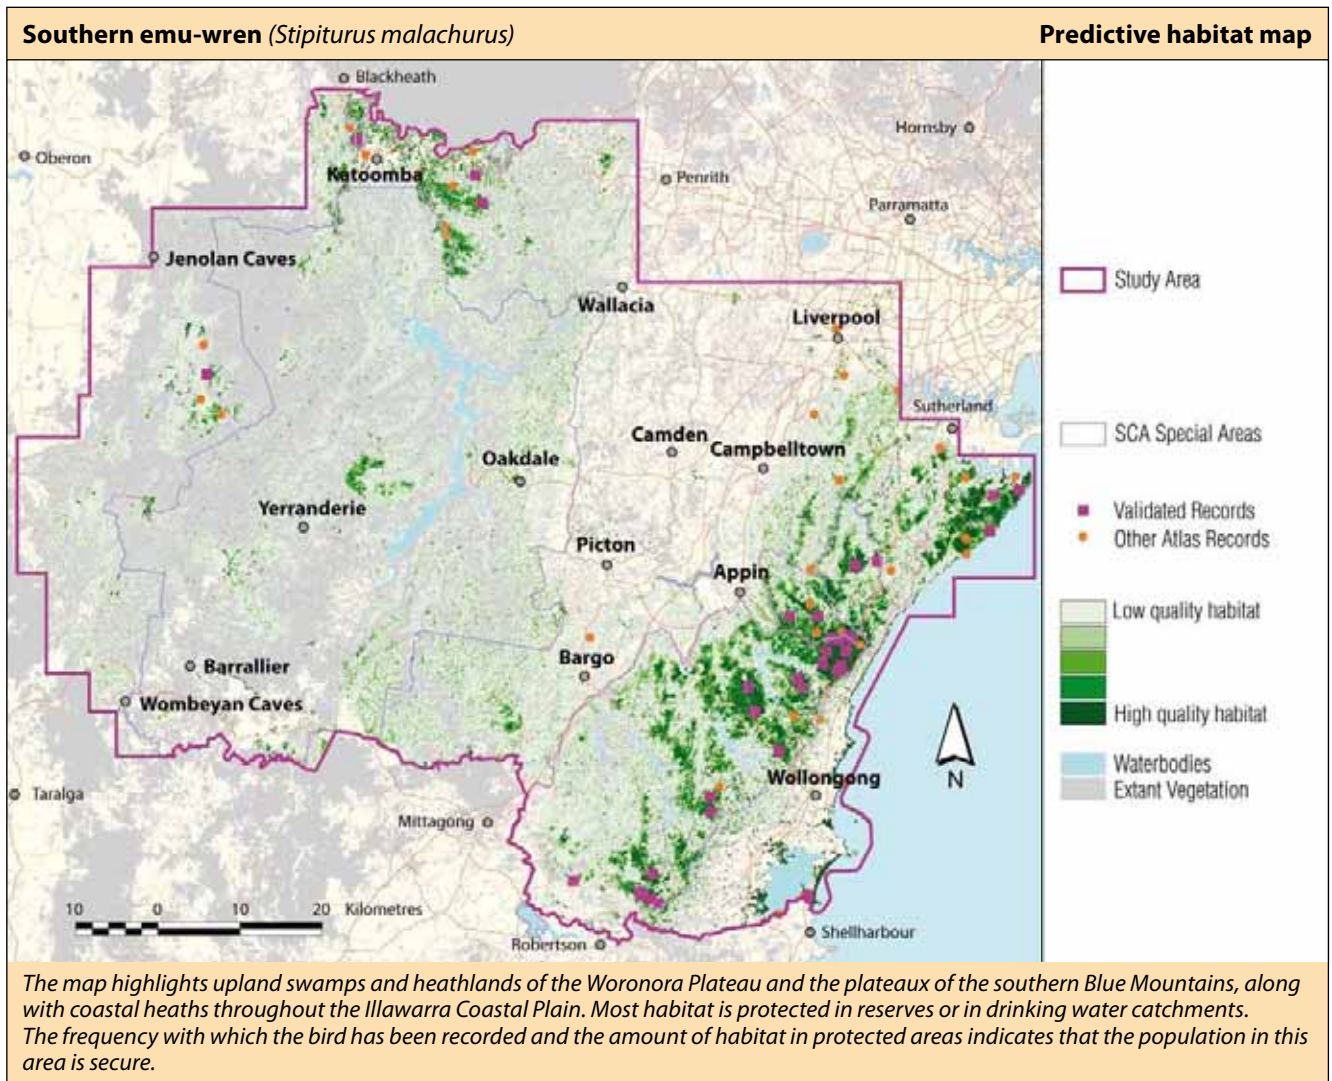 Southern emu-wren (Stipiturus malachurus) Predictive habitat map
Blackheath
Hornsby
Oberon
Katoomba
Penrith
Parramatta
Jenolan Caves
Study Area
Wallacia
Liverpool
Sutherland
SCA Special Areas
Camden
Campbelltown
Oakdale
Yerranderie
Validated Records
Other Atlas Records
Picton
Appin
Low quality habitat
Bargo
Barrallier
Wombeyan Caves
High quality habitat
N
Waterbodies
Wollongong
Extant Vegetation
Taralga
Mittagong
10 0 10 20 Kilometres
Shellharbour
Robertson
The map highlights upland swamps and heathlands of the Woronora Plateau and the plateaux of the southern Blue Mountains, along
with coastal heaths throughout the Illawarra Coastal Plain. Most habitat is protected in reserves or in drinking water catchments.
The frequency with which the bird has been recorded and the amount of habitat in protected areas indicates that the population in this
area is secure.